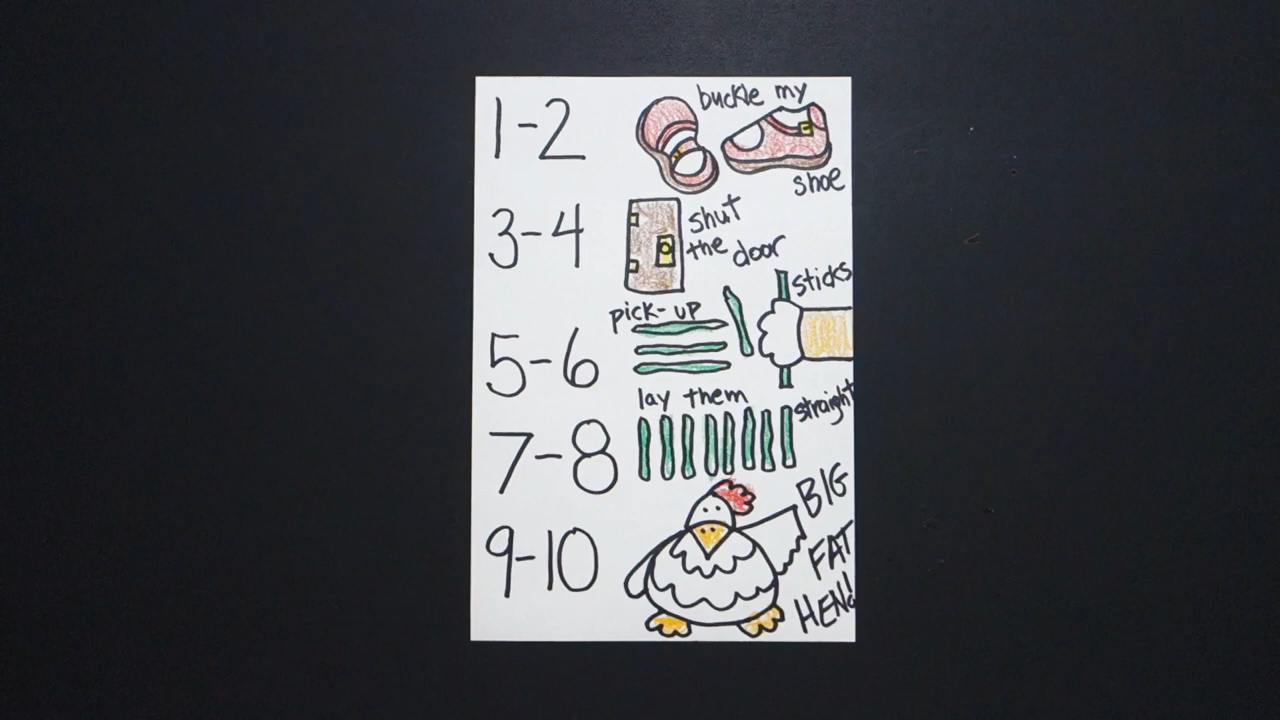 1-2 buckle my
shoe
3-4 shut
the door
5-6 pick-up sticks
7-8 lay them straight
9-10 BIG
FAT
HEN!